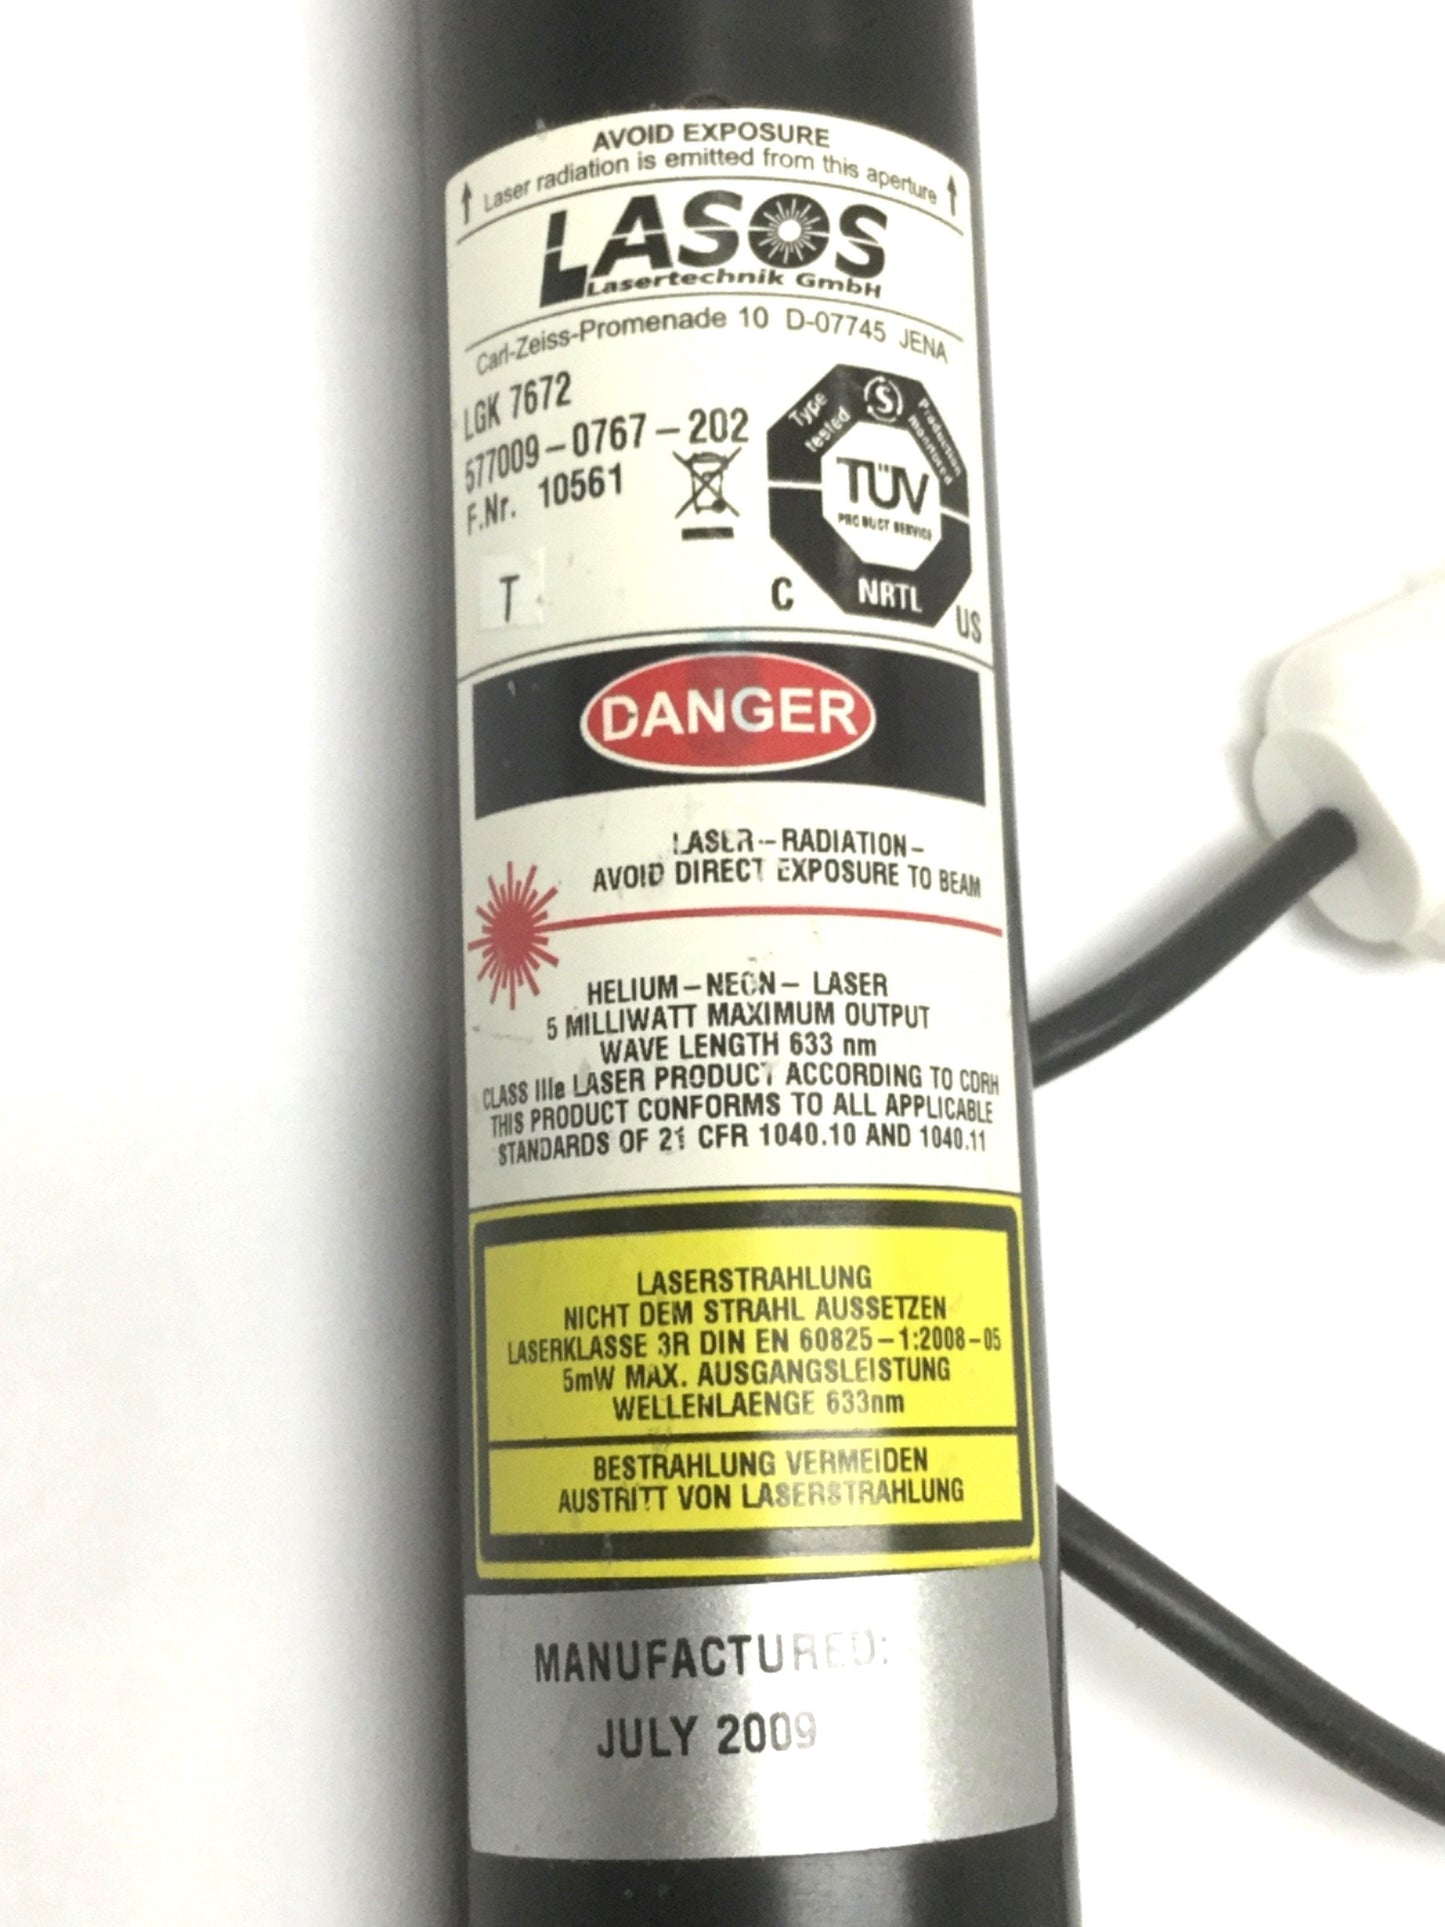 AVOID EXPOSURE
Laser radiation is emitted from this aperture
LASOS
Lasertechnik GmbH
Carl-Zeiss-Promenade 10 D-07745 JENA
LGK 7672
577009-0767-202
F.Nr. 10561
T
Type tested
S
Production monitored
TÜV
PRODUCT SERVICE
C NRTL US
DANGER
LASER-RADIATION-
AVOID DIRECT EXPOSURE TO BEAM
HELIUM-NEON-LASER
5 MILLIWATT MAXIMUM OUTPUT
WAVE LENGTH 633 nm
CLASS IIIa LASER PRODUCT ACCORDING TO CDRH
THIS PRODUCT CONFORMS TO ALL APPLICABLE
STANDARDS OF 21 CFR 1040.10 AND 1040.11
LASERSTRAHLUNG
NICHT DEM STRAHL AUSSETZEN
LASERKLASSE 3R DIN EN 60825-1:2008-05
5mW MAX. AUSGANGSLEISTUNG
WELLENLAENGE 633nm
BESTRAHLUNG VERMEIDEN
AUSTRITT VON LASERSTRAHLUNG
MANUFACTURED:
JULY 2009